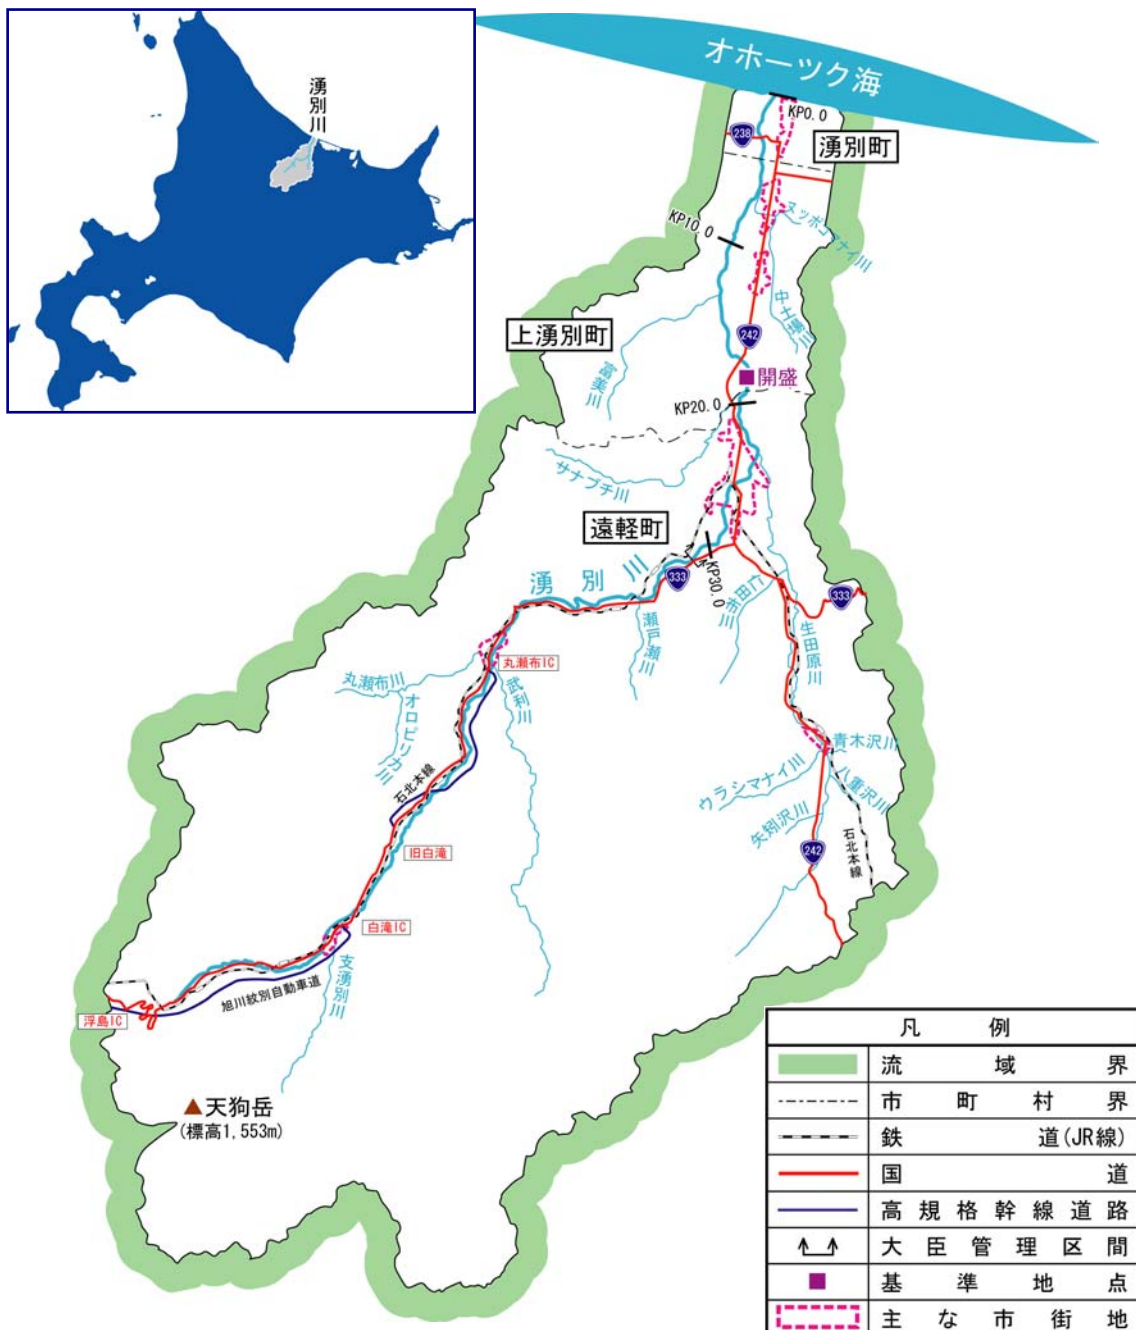 湧別川
オホーツク海
KP0.0
238
湧別町
ヌッポコマナイ川
KP10.0
中土場川
242
上湧別町
富美川
開盛
KP20.0
サナブチ川
遠軽町
湧別川
333
KP30.0
333
瀬戸瀬川
生田原川
丸瀬布IC
丸瀬布川
武利川
オロピリカ川
青木沢川
石北本線
ウラシマナイ川
八重沢川
矢矧沢川
旧白滝
242
石北本線
白滝IC
支湧別川
旭川紋別自動車道
浮島IC
天狗岳
(標高1,553m)
凡例
流域界
市町村界
鉄道(JR線)
国道
高規格幹線道路
大臣管理区間
基準地点
主な市街地